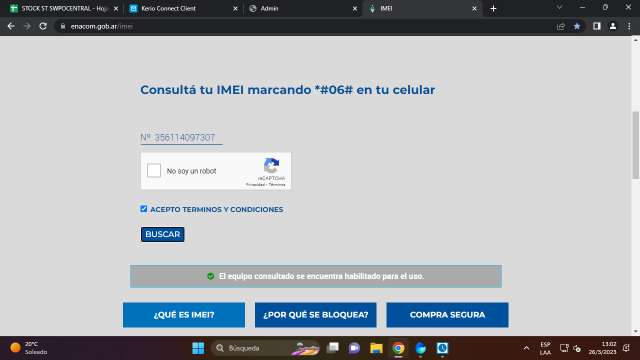 STOCK ST SWPOCENTRAL - Hoja
Kerio Connect Client
Admin
IMEI
enacom.gob.ar/imei
Consultá tu IMEI marcando *#06# en tu celular
Nº 356114097307
No soy un robot
reCAPTCHA
Privacidad - Términos
ACEPTO TERMINOS Y CONDICIONES
BUSCAR
El equipo consultado se encuentra habilitado para el uso.
¿QUÉ ES IMEI?
¿POR QUÉ SE BLOQUEA?
COMPRA SEGURA
20°C
Soleado
Búsqueda
ESP
LAA
13:02
26/5/2023